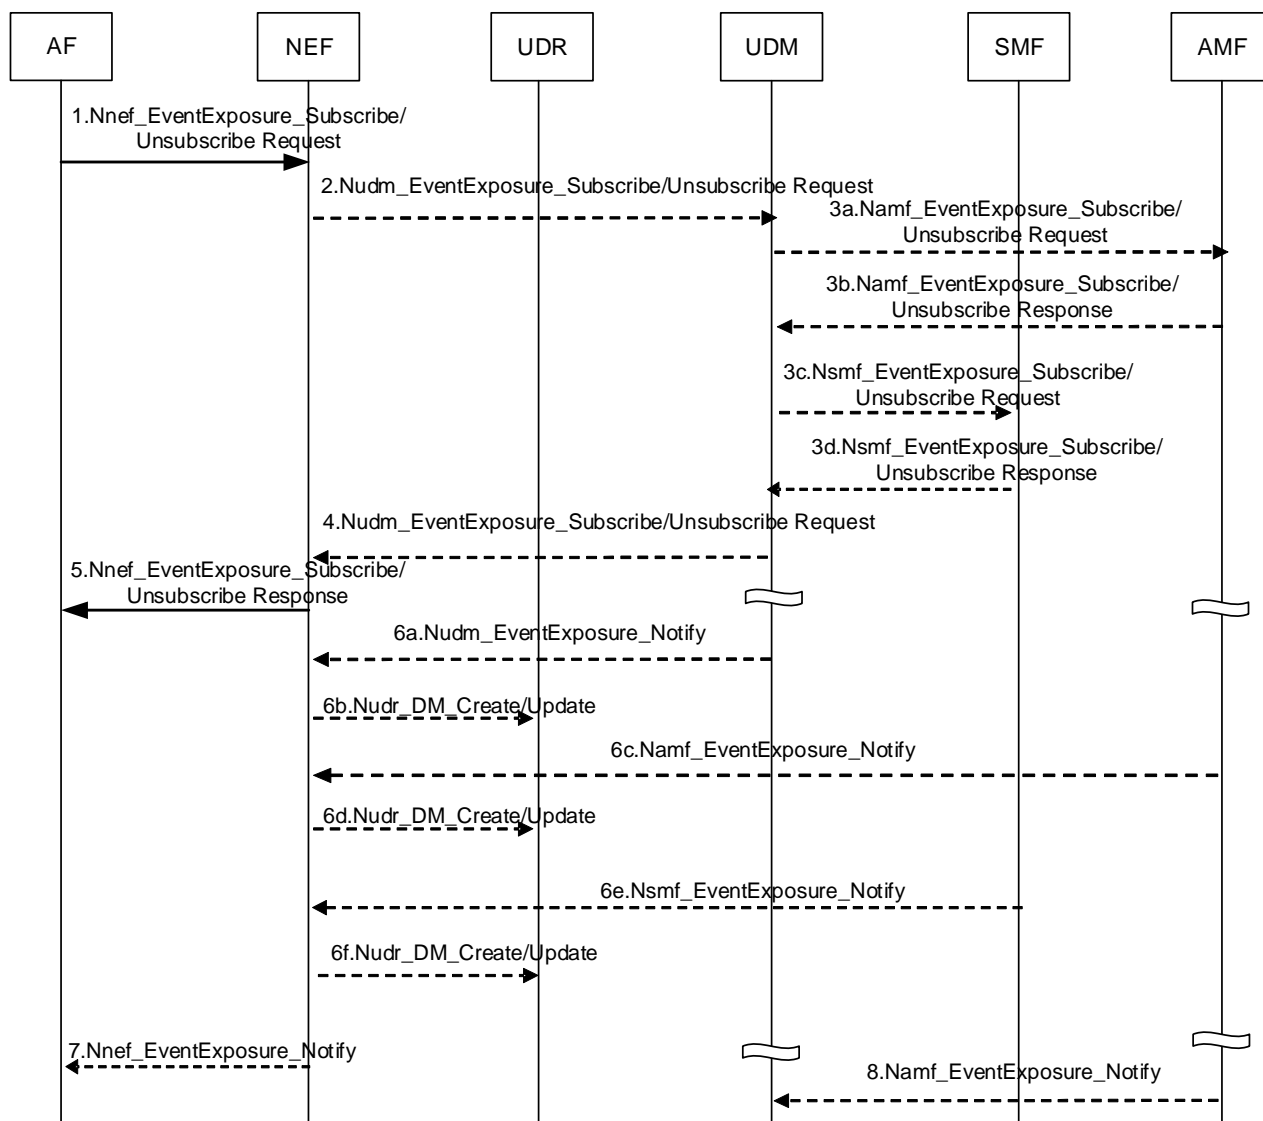 AF
NEF
UDR
UDM
SMF
AMF
1.Nnef_EventExposure_Subscribe/
Unsubscribe Request
2.Nudm_EventExposure_Subscribe/Unsubscribe Request
3a.Namf_EventExposure_Subscribe/
Unsubscribe Request
3b.Namf_EventExposure_Subscribe/
Unsubscribe Response
3c.Nsmf_EventExposure_Subscribe/
Unsubscribe Request
3d.Nsmf_EventExposure_Subscribe/
Unsubscribe Response
4.Nudm_EventExposure_Subscribe/Unsubscribe Request
5.Nnef_EventExposure_Subscribe/
Unsubscribe Response
6a.Nudm_EventExposure_Notify
6b.Nudr_DM_Create/Update
6c.Namf_EventExposure_Notify
6d.Nudr_DM_Create/Update
6e.Nsmf_EventExposure_Notify
6f.Nudr_DM_Create/Update
7.Nnef_EventExposure_Notify
8.Namf_EventExposure_Notify